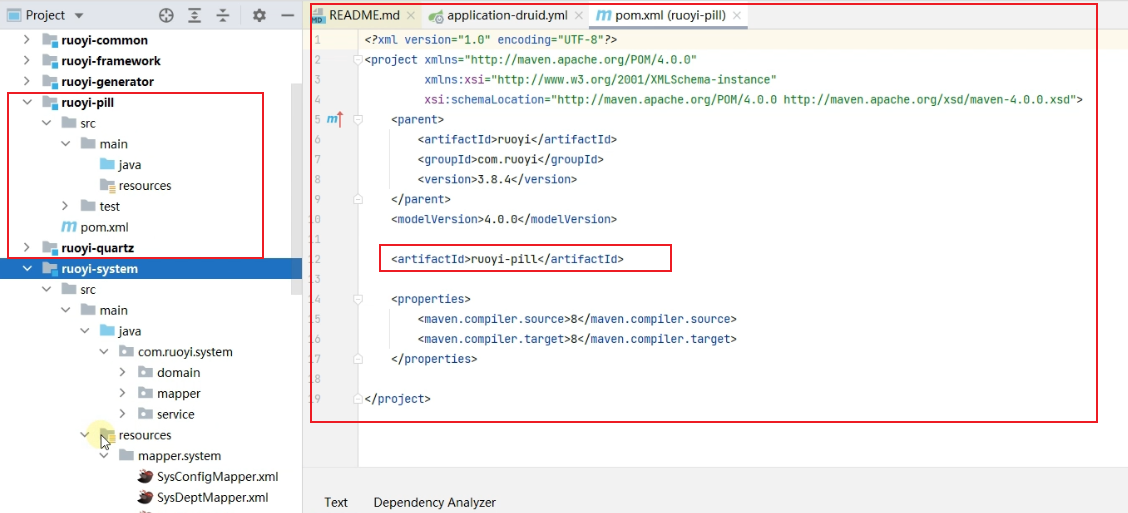 Project
ruoyi-common
ruoyi-framework
ruoyi-generator
ruoyi-pill
src
main
java
resources
test
pom.xml
ruoyi-quartz
ruoyi-system
src
main
java
com.ruoyi.system
domain
mapper
service
resources
mapper.system
SysConfigMapper.xml
SysDeptMapper.xml
README.md
application-druid.yml
pom.xml (ruoyi-pill)
1 <?xml version="1.0" encoding="UTF-8"?>
2 <project xmlns="http://maven.apache.org/POM/4.0.0"
3 xmlns:xsi="http://www.w3.org/2001/XMLSchema-instance"
4 xsi:schemaLocation="http://maven.apache.org/POM/4.0.0 http://maven.apache.org/xsd/maven-4.0.0.xsd">
5 <parent>
6 <artifactId>ruoyi</artifactId>
7 <groupId>com.ruoyi</groupId>
8 <version>3.8.4</version>
9 </parent>
10 <modelVersion>4.0.0</modelVersion>
11
12 <artifactId>ruoyi-pill</artifactId>
13
14 <properties>
15 <maven.compiler.source>8</maven.compiler.source>
16 <maven.compiler.target>8</maven.compiler.target>
17 </properties>
18
19 </project>
Text
Dependency Analyzer